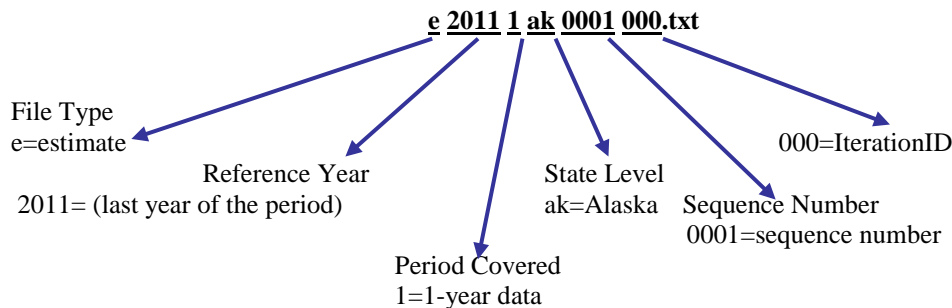 e 2011 1 ak 0001 000.txt
File Type
e=estimate
000=IterationID
Reference Year
2011= (last year of the period)
State Level
ak=Alaska
Sequence Number
0001=sequence number
Period Covered
1=1-year data